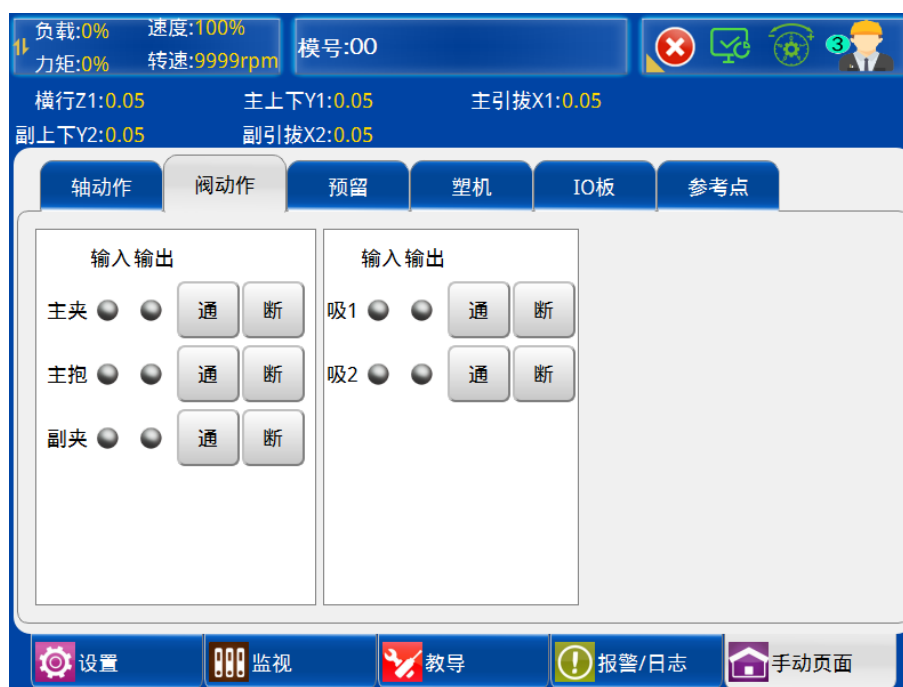 负载:0% 速度:100%
力矩:0% 转速:9999rpm
模号:00
3
横行Z1:0.05 主上下Y1:0.05 主引拔X1:0.05
副上下Y2:0.05 副引拔X2:0.05
轴动作 阀动作 预留 塑机 IO板 参考点
输入 输出 输入 输出
主夹 通 断 吸1 通 断
主抱 通 断 吸2 通 断
副夹 通 断
设置 监视 教导 报警/日志 手动页面